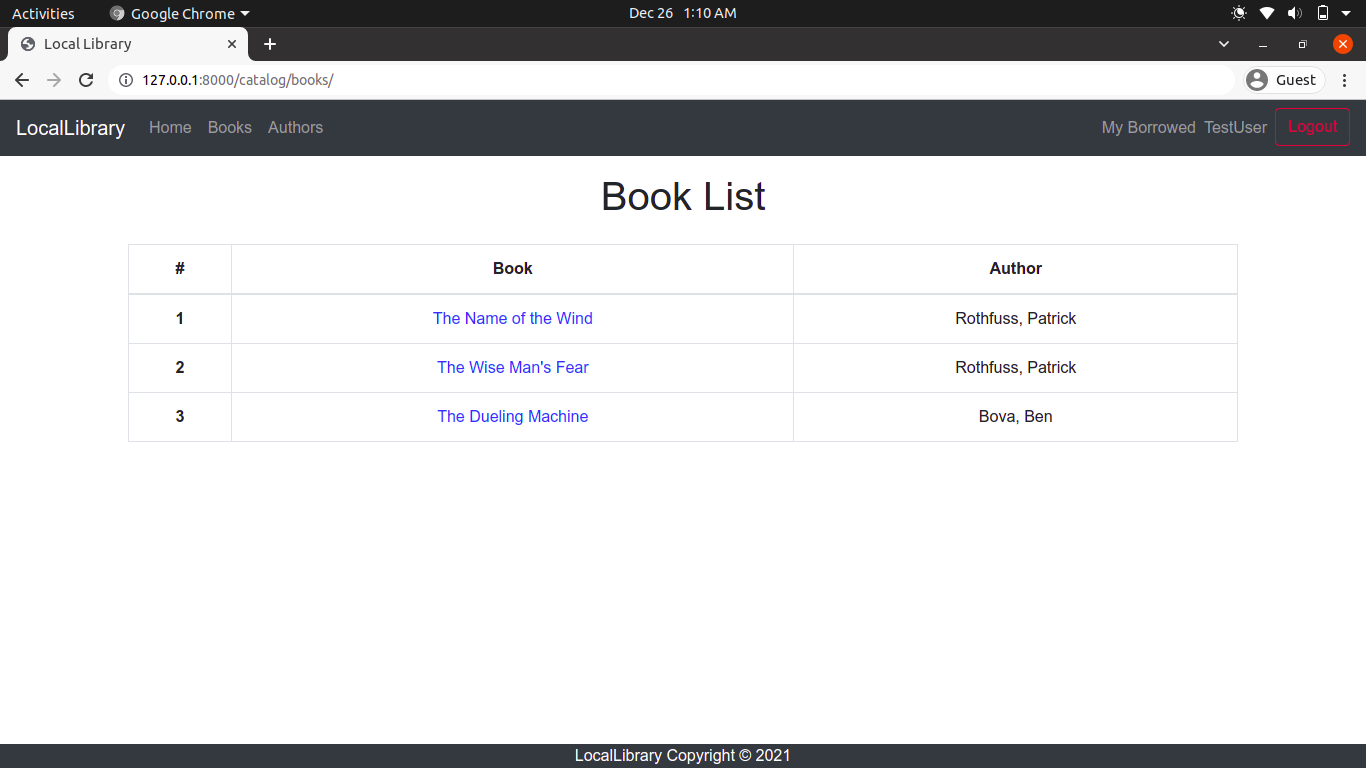 Activities Google Chrome Dec 26 1:10 AM
Local Library
127.0.0.1:8000/catalog/books/ Guest
LocalLibrary Home Books Authors My Borrowed TestUser Logout
Book List
# Book Author
1 The Name of the Wind Rothfuss, Patrick
2 The Wise Man's Fear Rothfuss, Patrick
3 The Dueling Machine Bova, Ben
LocalLibrary Copyright © 2021